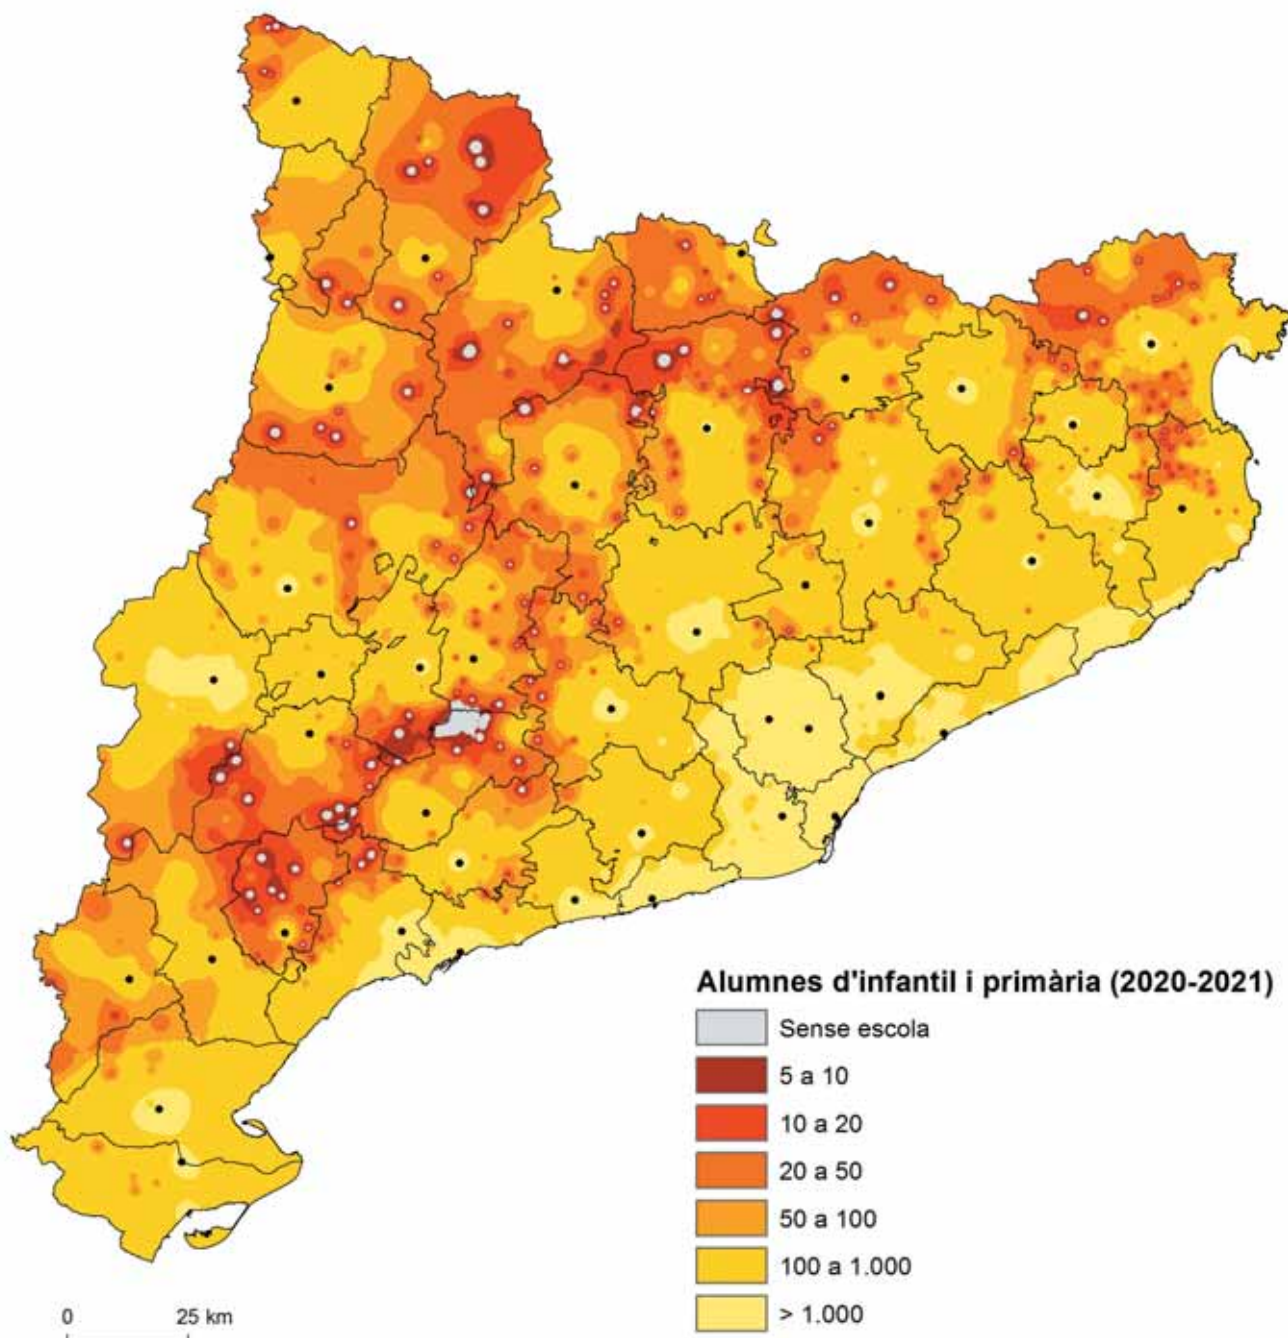 Alumnes d'infantil i primària (2020-2021)
Sense escola
5 a 10
10 a 20
20 a 50
50 a 100
100 a 1.000
> 1.000
0 25 km